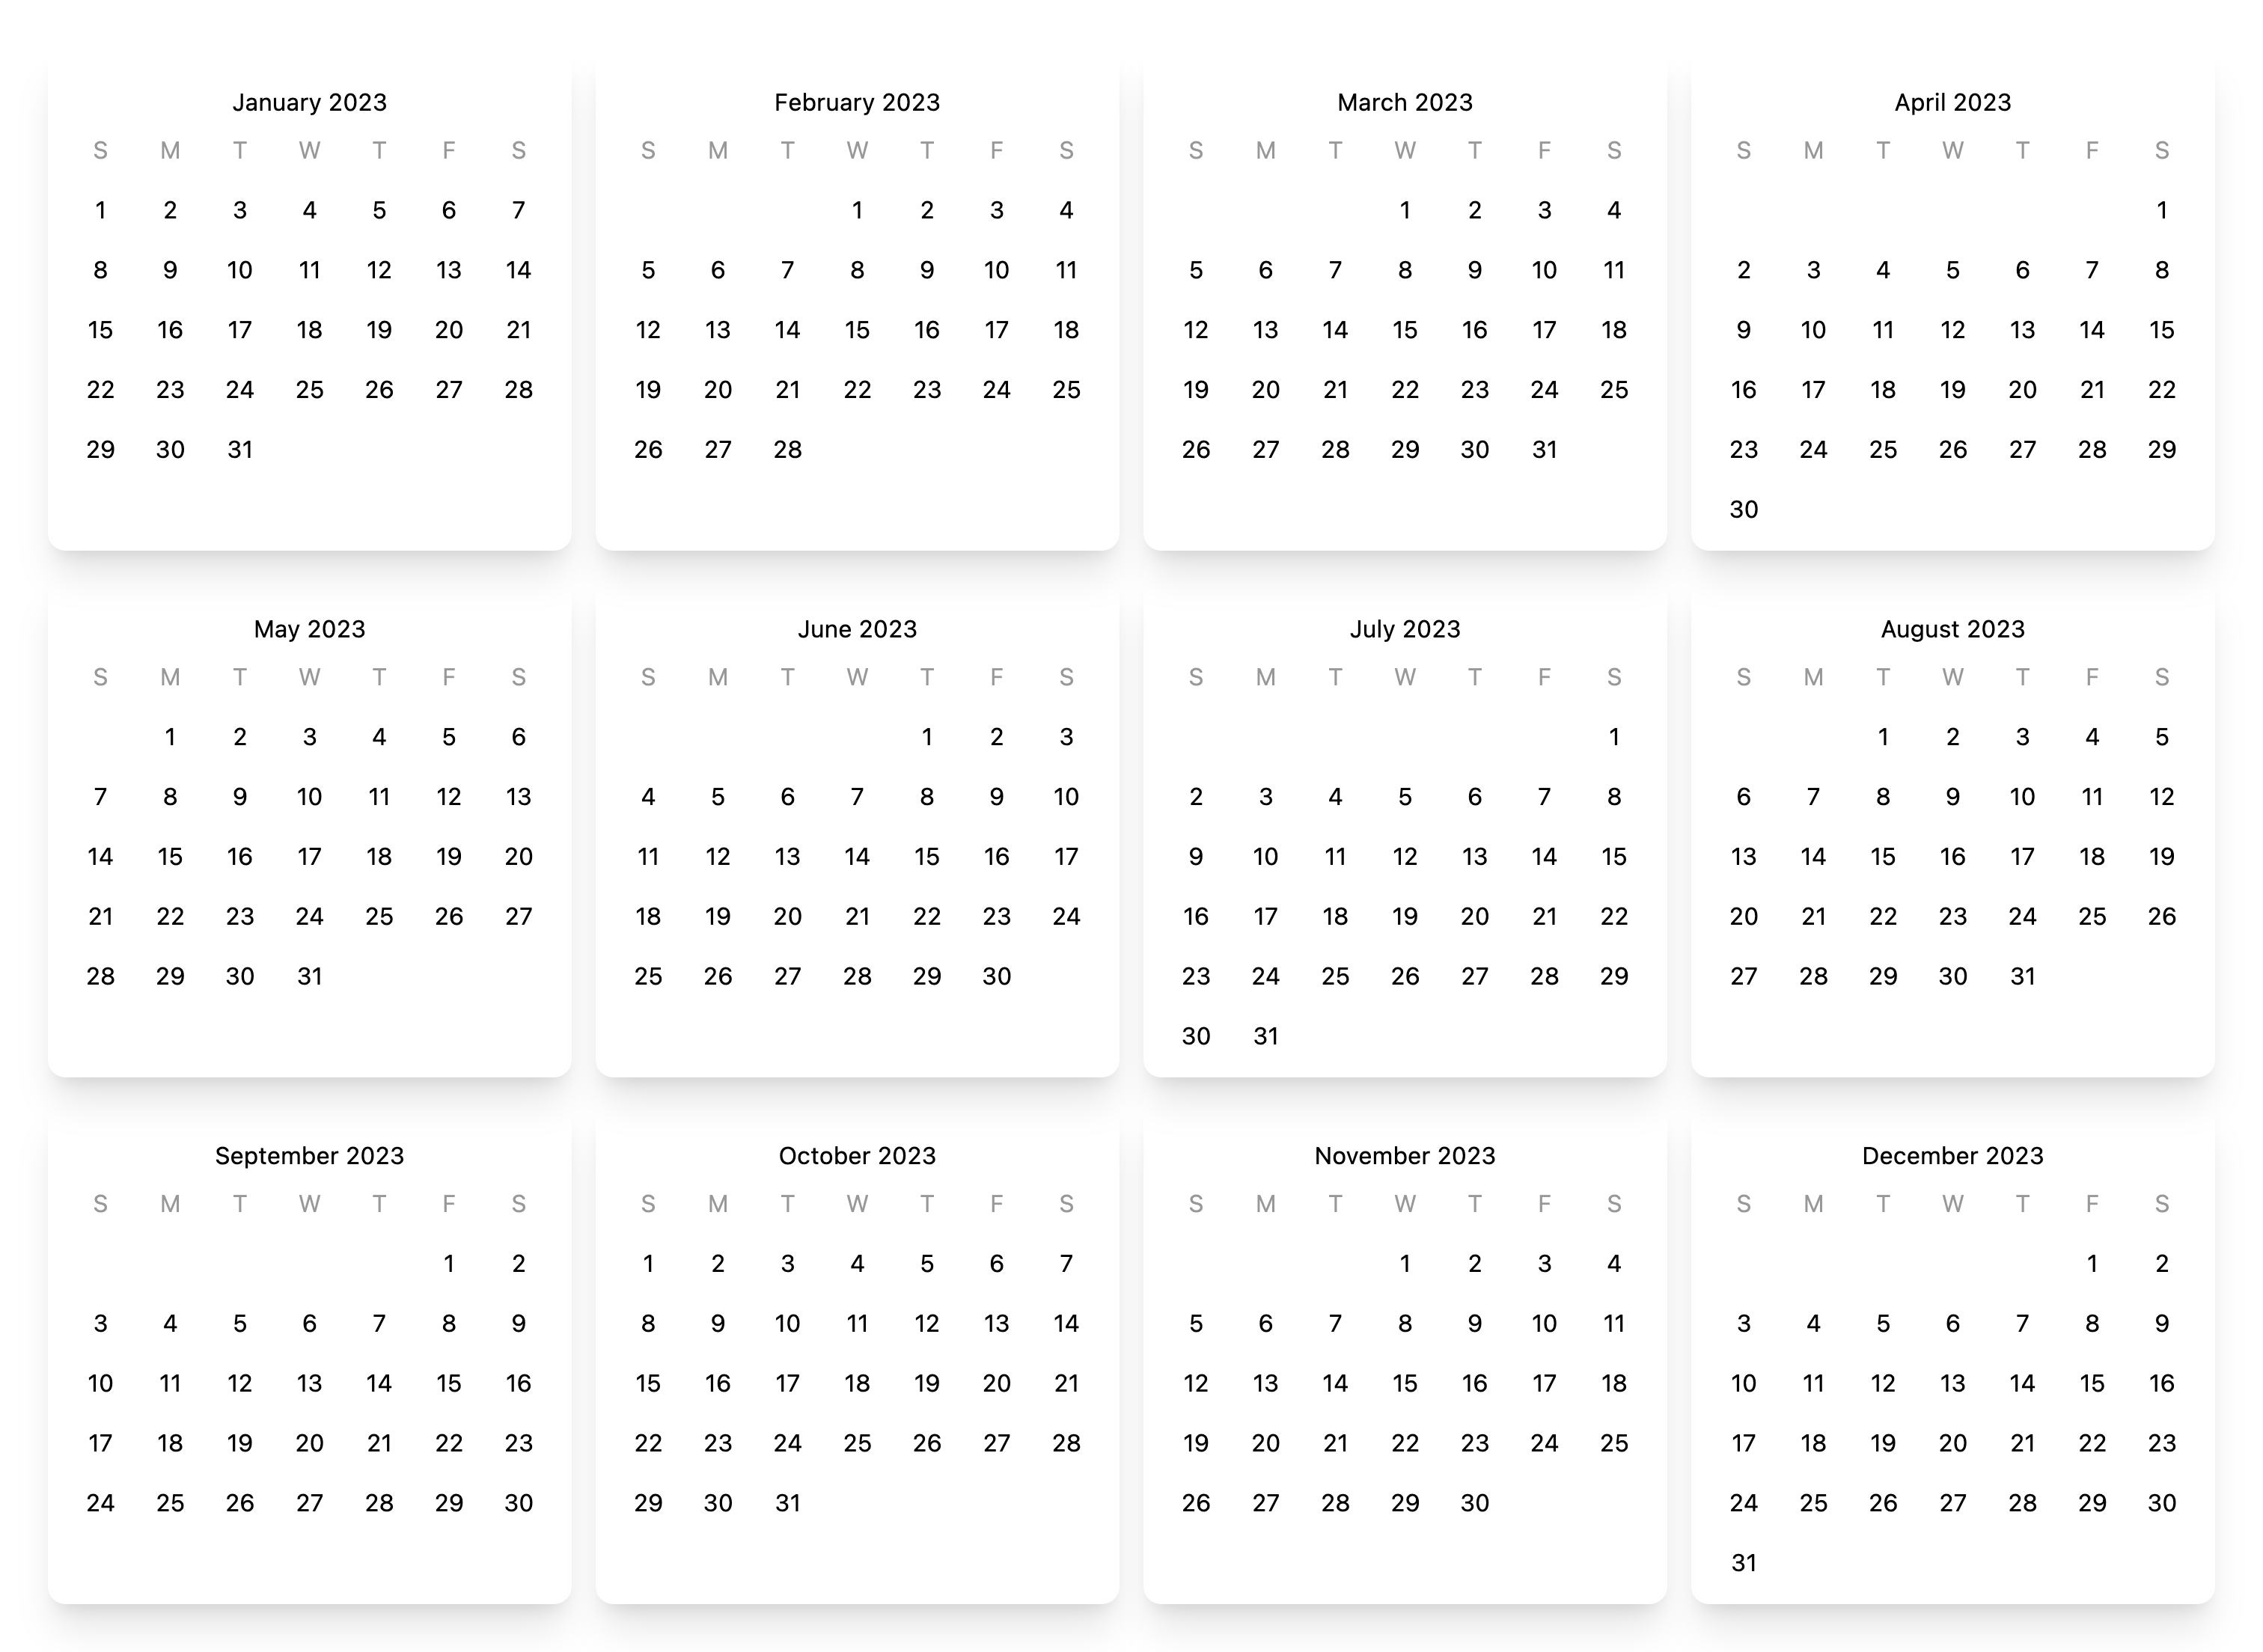 January 2023
S M T W T F S
1 2 3 4 5 6 7
8 9 10 11 12 13 14
15 16 17 18 19 20 21
22 23 24 25 26 27 28
29 30 31
February 2023
S M T W T F S
1 2 3 4
5 6 7 8 9 10 11
12 13 14 15 16 17 18
19 20 21 22 23 24 25
26 27 28
March 2023
S M T W T F S
1 2 3 4
5 6 7 8 9 10 11
12 13 14 15 16 17 18
19 20 21 22 23 24 25
26 27 28 29 30 31
April 2023
S M T W T F S
1
2 3 4 5 6 7 8
9 10 11 12 13 14 15
16 17 18 19 20 21 22
23 24 25 26 27 28 29
30
May 2023
S M T W T F S
1 2 3 4 5 6
7 8 9 10 11 12 13
14 15 16 17 18 19 20
21 22 23 24 25 26 27
28 29 30 31
June 2023
S M T W T F S
1 2 3
4 5 6 7 8 9 10
11 12 13 14 15 16 17
18 19 20 21 22 23 24
25 26 27 28 29 30
July 2023
S M T W T F S
1
2 3 4 5 6 7 8
9 10 11 12 13 14 15
16 17 18 19 20 21 22
23 24 25 26 27 28 29
30 31
August 2023
S M T W T F S
1 2 3 4 5
6 7 8 9 10 11 12
13 14 15 16 17 18 19
20 21 22 23 24 25 26
27 28 29 30 31
September 2023
S M T W T F S
1 2
3 4 5 6 7 8 9
10 11 12 13 14 15 16
17 18 19 20 21 22 23
24 25 26 27 28 29 30
October 2023
S M T W T F S
1 2 3 4 5 6 7
8 9 10 11 12 13 14
15 16 17 18 19 20 21
22 23 24 25 26 27 28
29 30 31
November 2023
S M T W T F S
1 2 3 4
5 6 7 8 9 10 11
12 13 14 15 16 17 18
19 20 21 22 23 24 25
26 27 28 29 30
December 2023
S M T W T F S
1 2
3 4 5 6 7 8 9
10 11 12 13 14 15 16
17 18 19 20 21 22 23
24 25 26 27 28 29 30
31